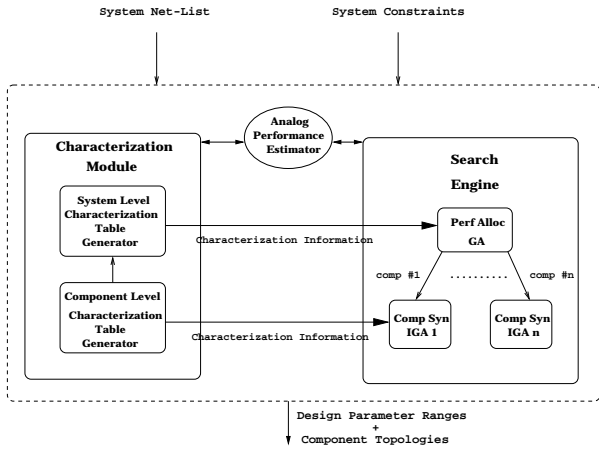 System Net-List
System Constraints
Analog
Performance
Estimator
Characterization
Module
System Level
Characterization
Table
Generator
Component Level
Characterization
Table
Generator
Characterization Information
Characterization Information
Search
Engine
Perf Alloc
GA
comp #1
..........
comp #n
Comp Syn
IGA 1
Comp Syn
IGA n
Design Parameter Ranges
+
Component Topologies